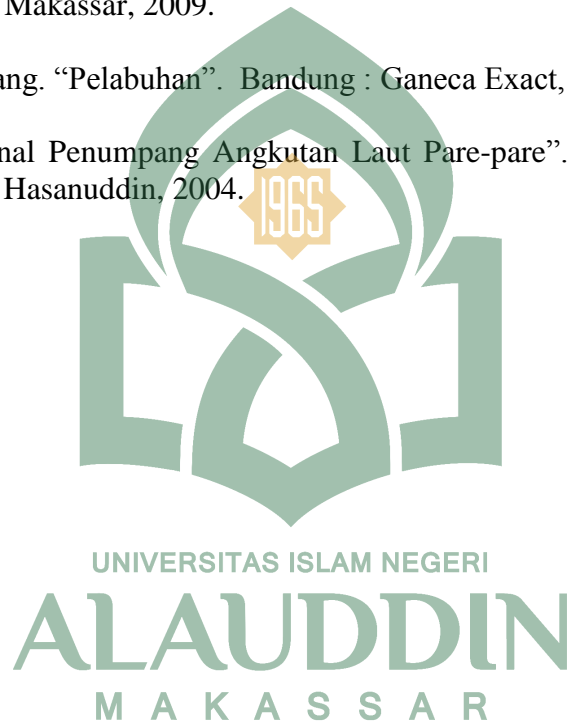 Makassar, 2009.
ang. “Pelabuhan”. Bandung : Ganeca Exact,
nal Penumpang Angkutan Laut Pare-pare”.
Hasanuddin, 2004.
1965
UNIVERSITAS ISLAM NEGERI
ALAUDDIN
MAKASSAR